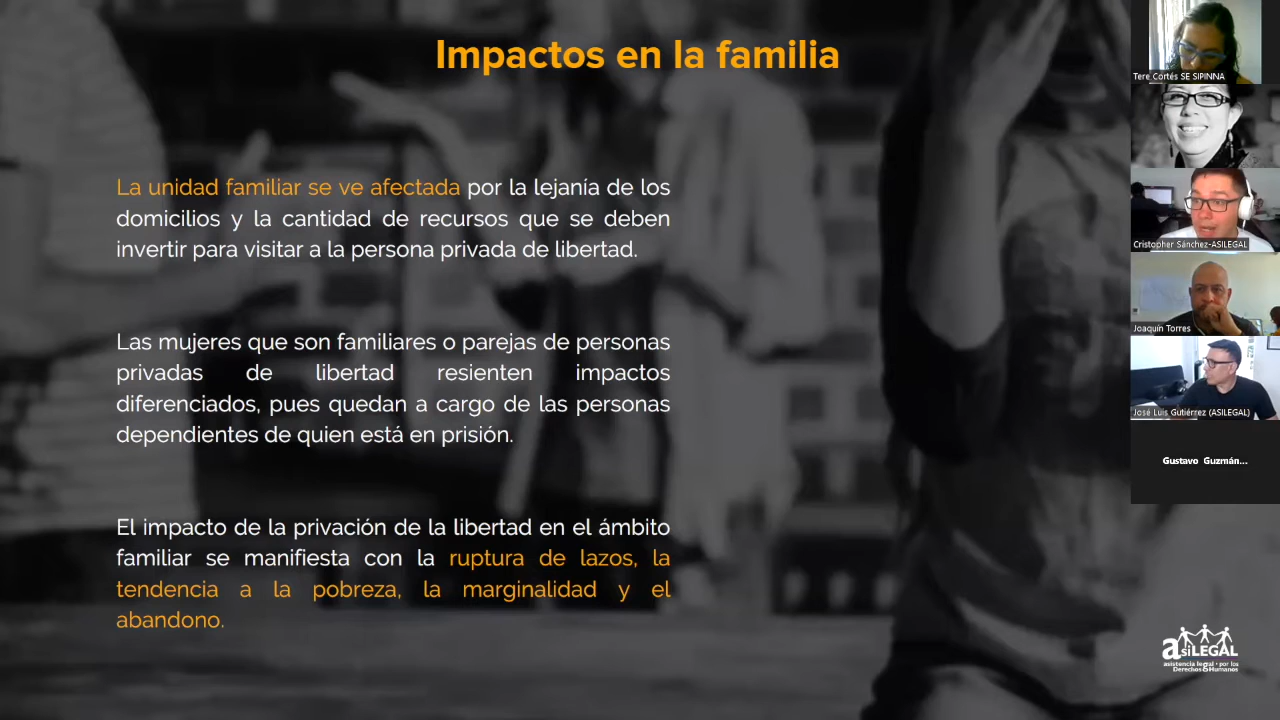 Impactos en la familia
La unidad familiar se ve afectada por la lejanía de los
domicilios y la cantidad de recursos que se deben
invertir para visitar a la persona privada de libertad.
Las mujeres que son familiares o parejas de personas
privadas de libertad resienten impactos
diferenciados, pues quedan a cargo de las personas
dependientes de quien está en prisión.
El impacto de la privación de la libertad en el ámbito
familiar se manifiesta con la ruptura de lazos, la
tendencia a la pobreza, la marginalidad y el
abandono.
Tere Cortés SE SIPINNA
Cristopher Sánchez-ASILEGAL
Joaquín Torres
José Luis Gutiérrez (ASILEGAL)
Gustavo Guzmán...
asiLEGAL
asistencia legal · por los
Derechos Humanos